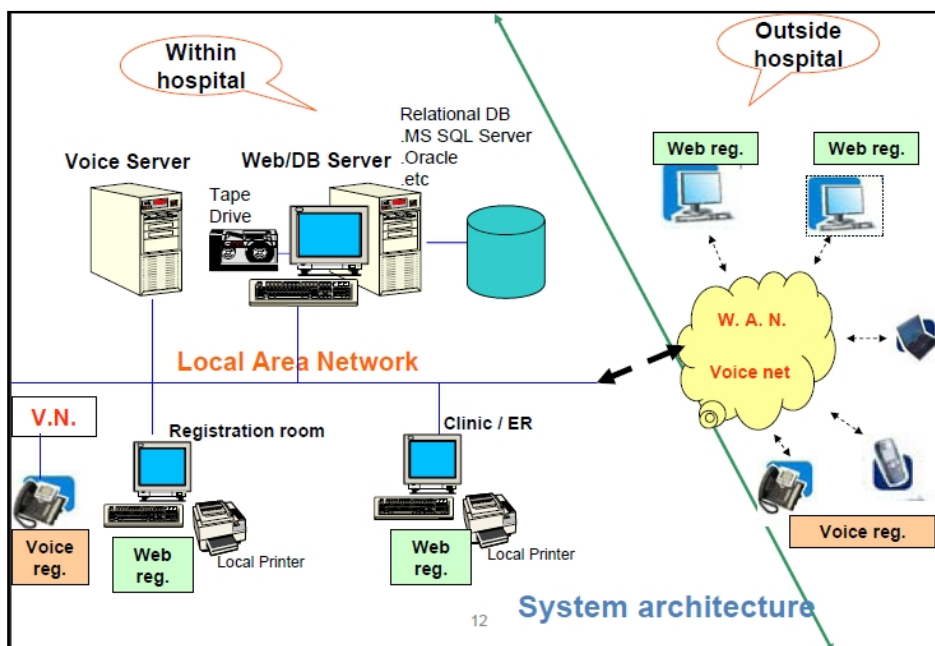 Within
hospital
Outside
hospital
Relational DB
.MS SQL Server
.Oracle
.etc
Voice Server
Web/DB Server
Tape
Drive
Web reg.
Web reg.
W. A. N.
Voice net
Local Area Network
V.N.
Registration room
Clinic / ER
Voice
reg.
Web
reg.
Local Printer
Web
reg.
Local Printer
Voice reg.
12
System architecture